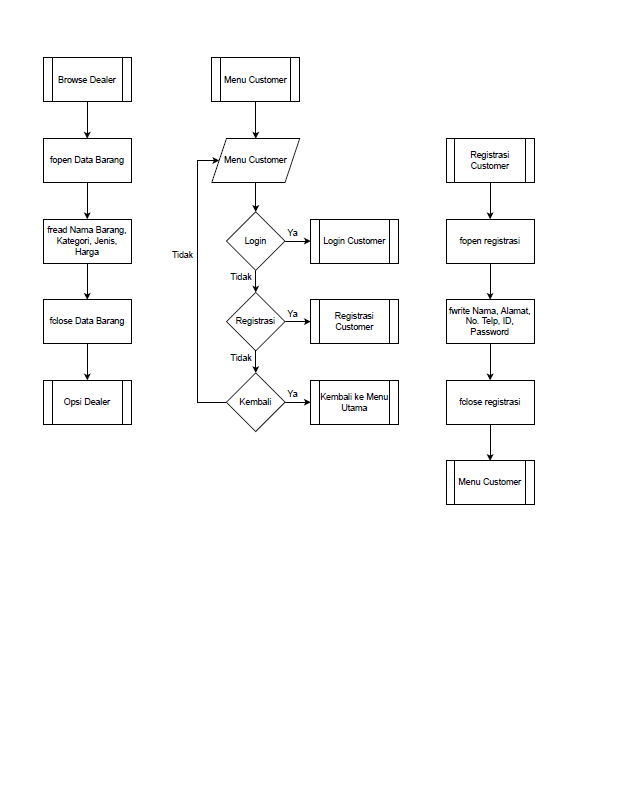 Browse Dealer
fopen Data Barang
fread Nama Barang,
Kategori, Jenis,
Harga
fclose Data Barang
Opsi Dealer
Menu Customer
Menu Customer
Login
Ya
Login Customer
Tidak
Tidak
Registrasi
Ya
Registrasi
Customer
Tidak
Kembali
Ya
Kembali ke Menu
Utama
Registrasi
Customer
fopen registrasi
fwrite Nama, Alamat,
No. Telp, ID,
Password
fclose registrasi
Menu Customer